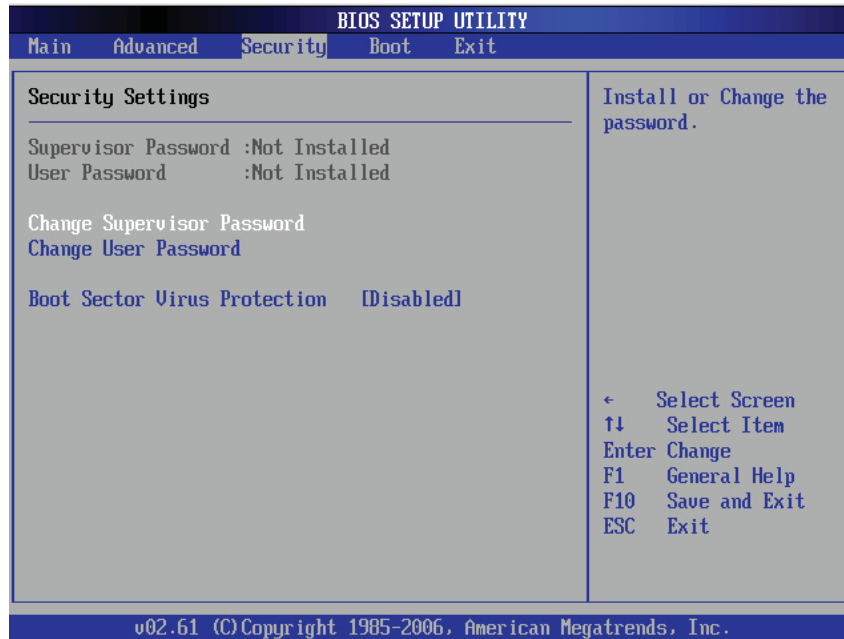 BIOS SETUP UTILITY
Main Advanced Security Boot Exit
Security Settings
Supervisor Password :Not Installed
User Password :Not Installed
Change Supervisor Password
Change User Password
Boot Sector Virus Protection [Disabled]
Install or Change the
password.
← Select Screen
↑↓ Select Item
Enter Change
F1 General Help
F10 Save and Exit
ESC Exit
v02.61 (C)Copyright 1985-2006, American Megatrends, Inc.